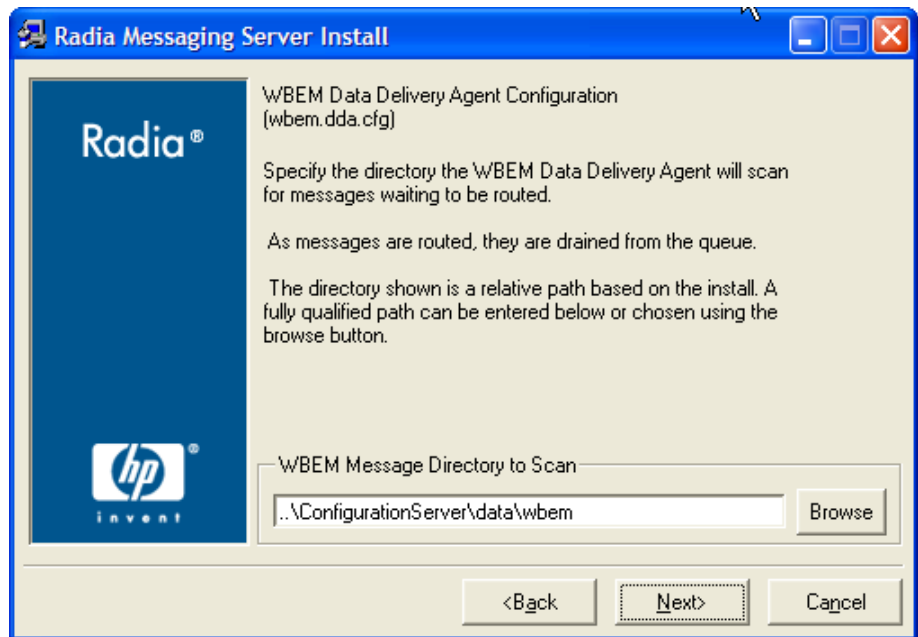 Radia Messaging Server Install
Radia®
WBEM Data Delivery Agent Configuration
(wbem.dda.cfg)
Specify the directory the WBEM Data Delivery Agent will scan
for messages waiting to be routed.
As messages are routed, they are drained from the queue.
The directory shown is a relative path based on the install. A
fully qualified path can be entered below or chosen using the
browse button.
hp®
invent
WBEM Message Directory to Scan
..\ConfigurationServer\data\wbem
Browse
<Back
Next>
Cancel